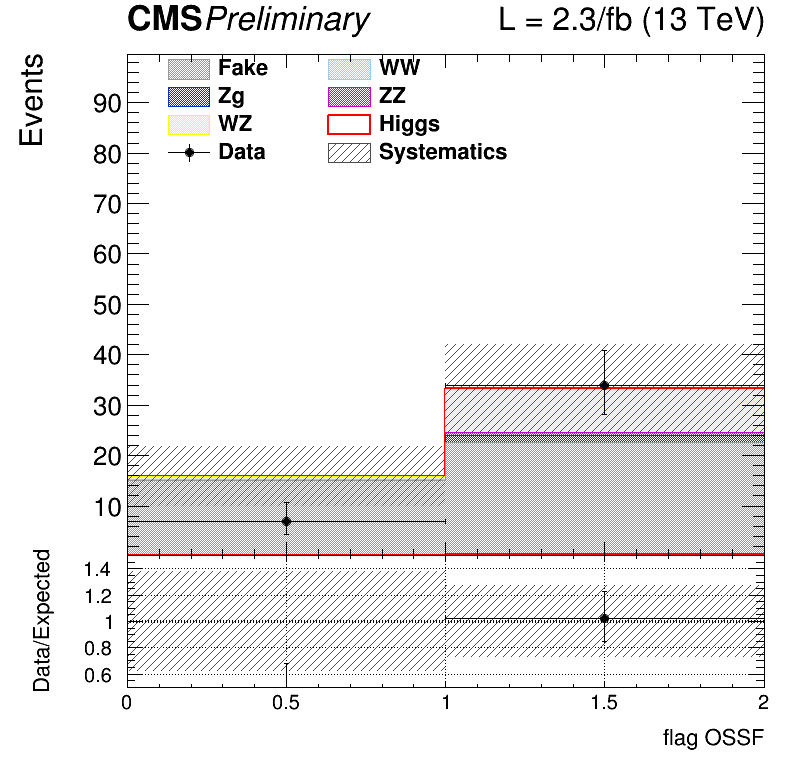 CMS Preliminary L = 2.3/fb (13 TeV)
Events
Fake WW
Zg ZZ
WZ Higgs
Data Systematics
90
80
70
60
50
40
30
20
10
Data/Expected
1.4
1.2
1
0.8
0.6
0 0.5 1 1.5 2
flag OSSF